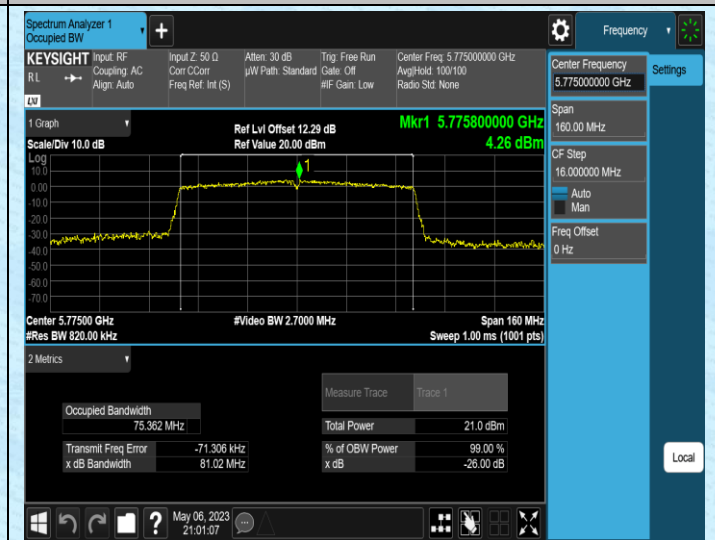 Spectrum Analyzer 1
Occupied BW
+
Frequency
KEYSIGHT
RL
LXI
Input: RF
Coupling: AC
Align: Auto
Input Z: 50 Ω
Corr CCorr
Freq Ref: Int (S)
Atten: 30 dB
µW Path: Standard
Trig: Free Run
Gate: Off
#IF Gain: Low
Center Freq: 5.775000000 GHz
Avg|Hold: 100/100
Radio Std: None
Center Frequency
5.775000000 GHz
Settings
Span
160.00 MHz
CF Step
16.000000 MHz
Auto
Man
Freq Offset
0 Hz
1 Graph
Scale/Div 10.0 dB
Ref Lvl Offset 12.29 dB
Ref Value 20.00 dBm
Mkr1 5.775800000 GHz
4.26 dBm
Log
10.0
0.00
-10.0
-20.0
-30.0
-40.0
-50.0
-60.0
-70.0
1
Center 5.77500 GHz
#Res BW 820.00 kHz
#Video BW 2.7000 MHz
Span 160 MHz
Sweep 1.00 ms (1001 pts)
2 Metrics
Measure Trace Trace 1
Occupied Bandwidth
75.362 MHz
Total Power 21.0 dBm
Transmit Freq Error -71.306 kHz
% of OBW Power 99.00 %
x dB Bandwidth 81.02 MHz
x dB -26.00 dB
Local
?
May 06, 2023
21:01:07